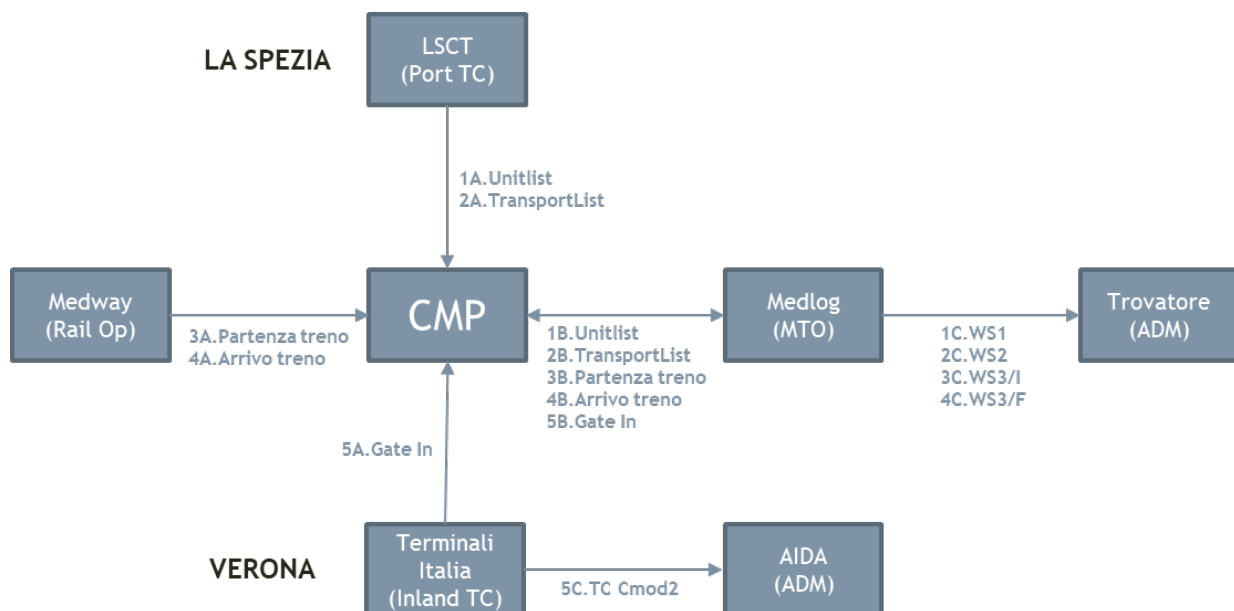 LA SPEZIA
LSCT
(Port TC)
1A.Unitlist
2A.TransportList
Medway
(Rail Op)
3A.Partenza treno
4A.Arrivo treno
CMP
1B.Unitlist
2B.TransportList
3B.Partenza treno
4B.Arrivo treno
5B.Gate In
Medlog
(MTO)
1C.WS1
2C.WS2
3C.WS3/I
4C.WS3/F
Trovatore
(ADM)
5A.Gate In
VERONA
Terminali
Italia
(Inland TC)
5C.TC Cmod2
AIDA
(ADM)